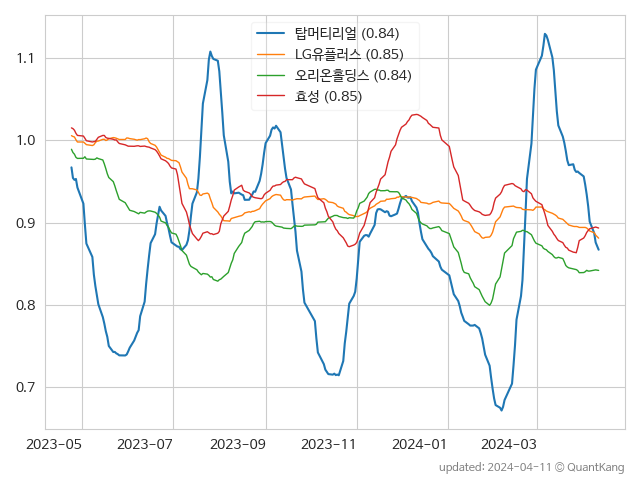 탑머티리얼 (0.84)
LG유플러스 (0.85)
오리온홀딩스 (0.84)
효성 (0.85)
1.1
1.0
0.9
0.8
0.7
2023-05 2023-07 2023-09 2023-11 2024-01 2024-03
updated: 2024-04-11 © QuantKang